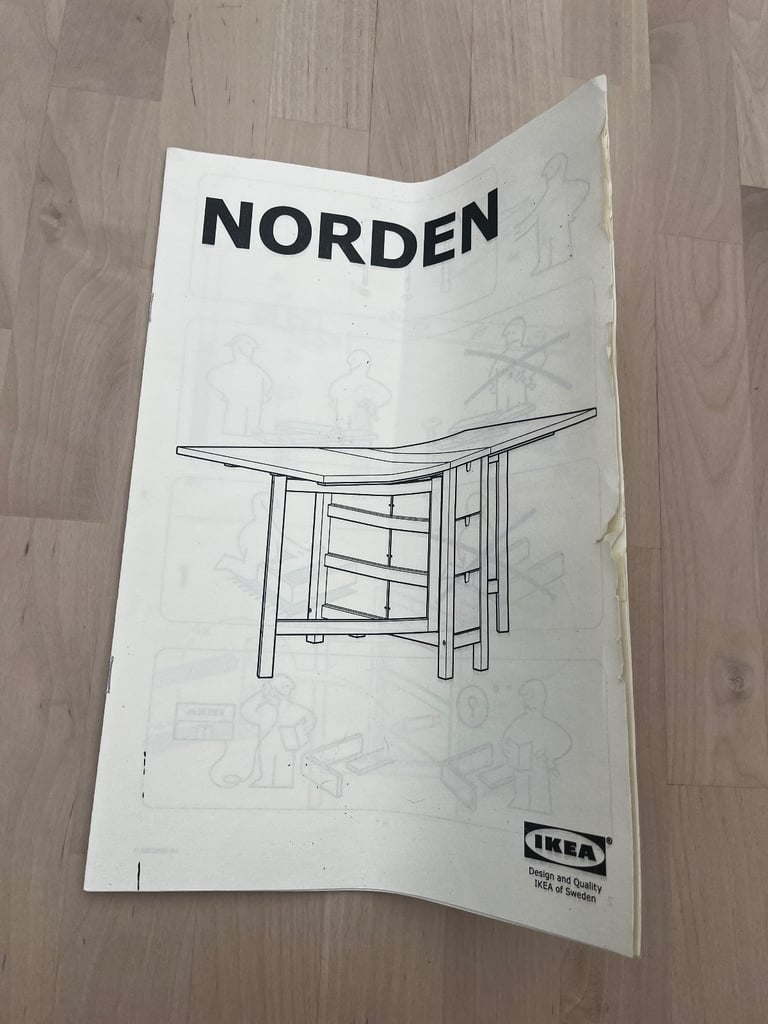 NORDEN
IKEA®
Design and Quality
IKEA of Sweden